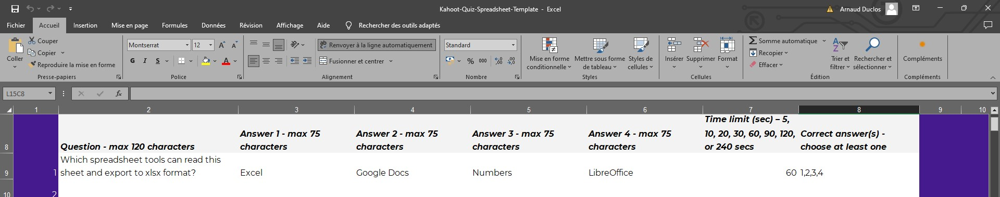 Kahoot-Quiz-Spreadsheet-Template - Excel
Arnaud Duclos
Fichier Accueil Insertion Mise en page Formules Données Révision Affichage Aide Rechercher des outils adaptés
Coller
Couper
Copier
Reproduire la mise en forme
Presse-papiers
Montserrat 12
G I S
Police
Renvoyer à la ligne automatiquement
Fusionner et centrer
Alignement
Standard
% 000
Nombre
Mise en forme
conditionnelle
Mettre sous forme
de tableau
Styles de
cellules
Styles
Insérer Supprimer Format
Cellules
Somme automatique
Recopier
Effacer
Trier et
filtrer
Rechercher et
sélectionner
Édition
Compléments
Compléments
L15C8
fx
1 2 3 4 5 6 7 8 9 10
8
Question - max 120 characters
Answer 1 - max 75
characters
Answer 2 - max 75
characters
Answer 3 - max 75
characters
Answer 4 - max 75
characters
Time limit (sec) – 5,
10, 20, 30, 60, 90, 120,
or 240 secs
Correct answer(s) -
choose at least one
9
1
Which spreadsheet tools can read this
sheet and export to xlsx format?
Excel
Google Docs
Numbers
LibreOffice
60
1,2,3,4
10
2